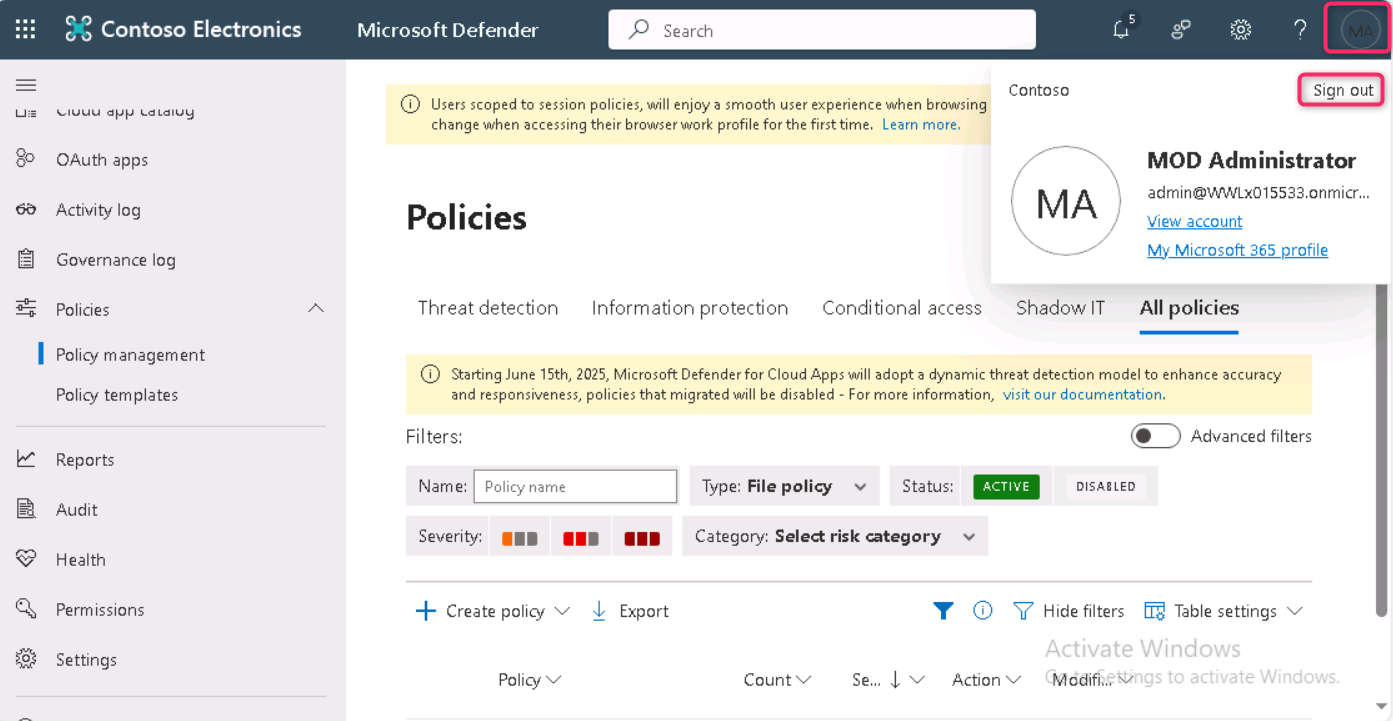 Contoso Electronics
Microsoft Defender
Search
5
MA
Contoso
Sign out
MA
MOD Administrator
admin@WWLx015533.onmicr...
View account
My Microsoft 365 profile
Cloud app catalog
OAuth apps
Activity log
Governance log
Policies
Policy management
Policy templates
Reports
Audit
Health
Permissions
Settings
Users scoped to session policies, will enjoy a smooth user experience when browsing
change when accessing their browser work profile for the first time. Learn more.
Policies
Threat detection
Information protection
Conditional access
Shadow IT
All policies
Starting June 15th, 2025, Microsoft Defender for Cloud Apps will adopt a dynamic threat detection model to enhance accuracy
and responsiveness, policies that migrated will be disabled - For more information, visit our documentation.
Filters:
Advanced filters
Name: Policy name
Type: File policy
Status: ACTIVE DISABLED
Severity:
Category: Select risk category
Create policy
Export
Hide filters
Table settings
Activate Windows
Go to Settings to activate Windows.
Policy
Count
Se...
Action
Modifi...